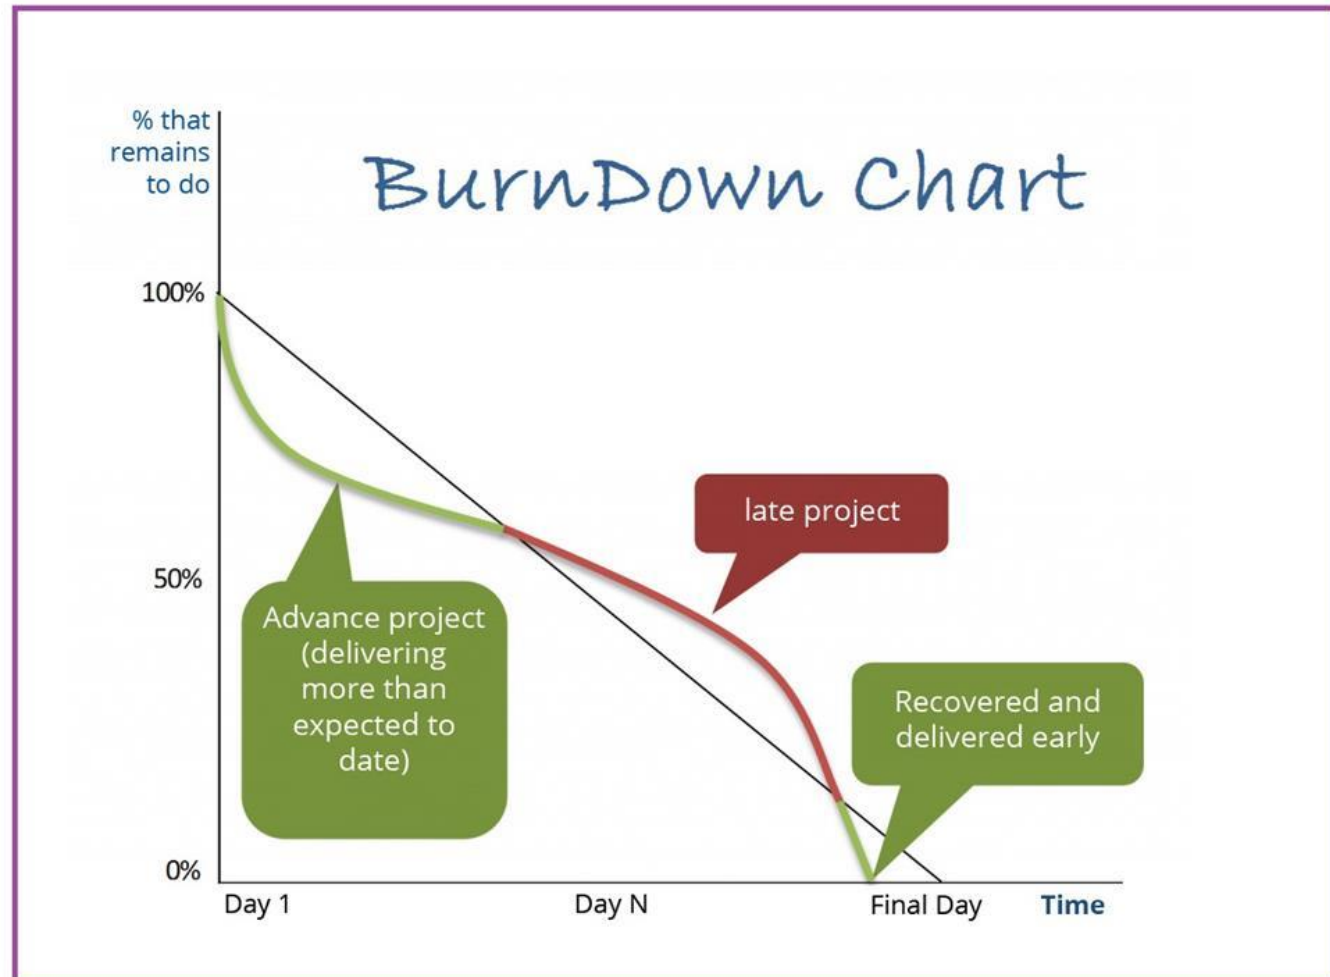 % that
remains
to do
BurnDown Chart
100%
late project
50%
Advance project
(delivering
more than
expected to
date)
Recovered and
delivered early
0%
Day 1
Day N
Final Day
Time